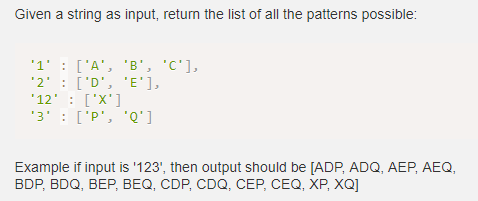 Given a string as input, return the list of all the patterns possible:
'1' : ['A', 'B', 'C'],
'2' : ['D', 'E'],
'12' : ['X']
'3' : ['P', 'Q']
Example if input is '123', then output should be [ADP, ADQ, AEP, AEQ,
BDP, BDQ, BEP, BEQ, CDP, CDQ, CEP, CEQ, XP, XQ]